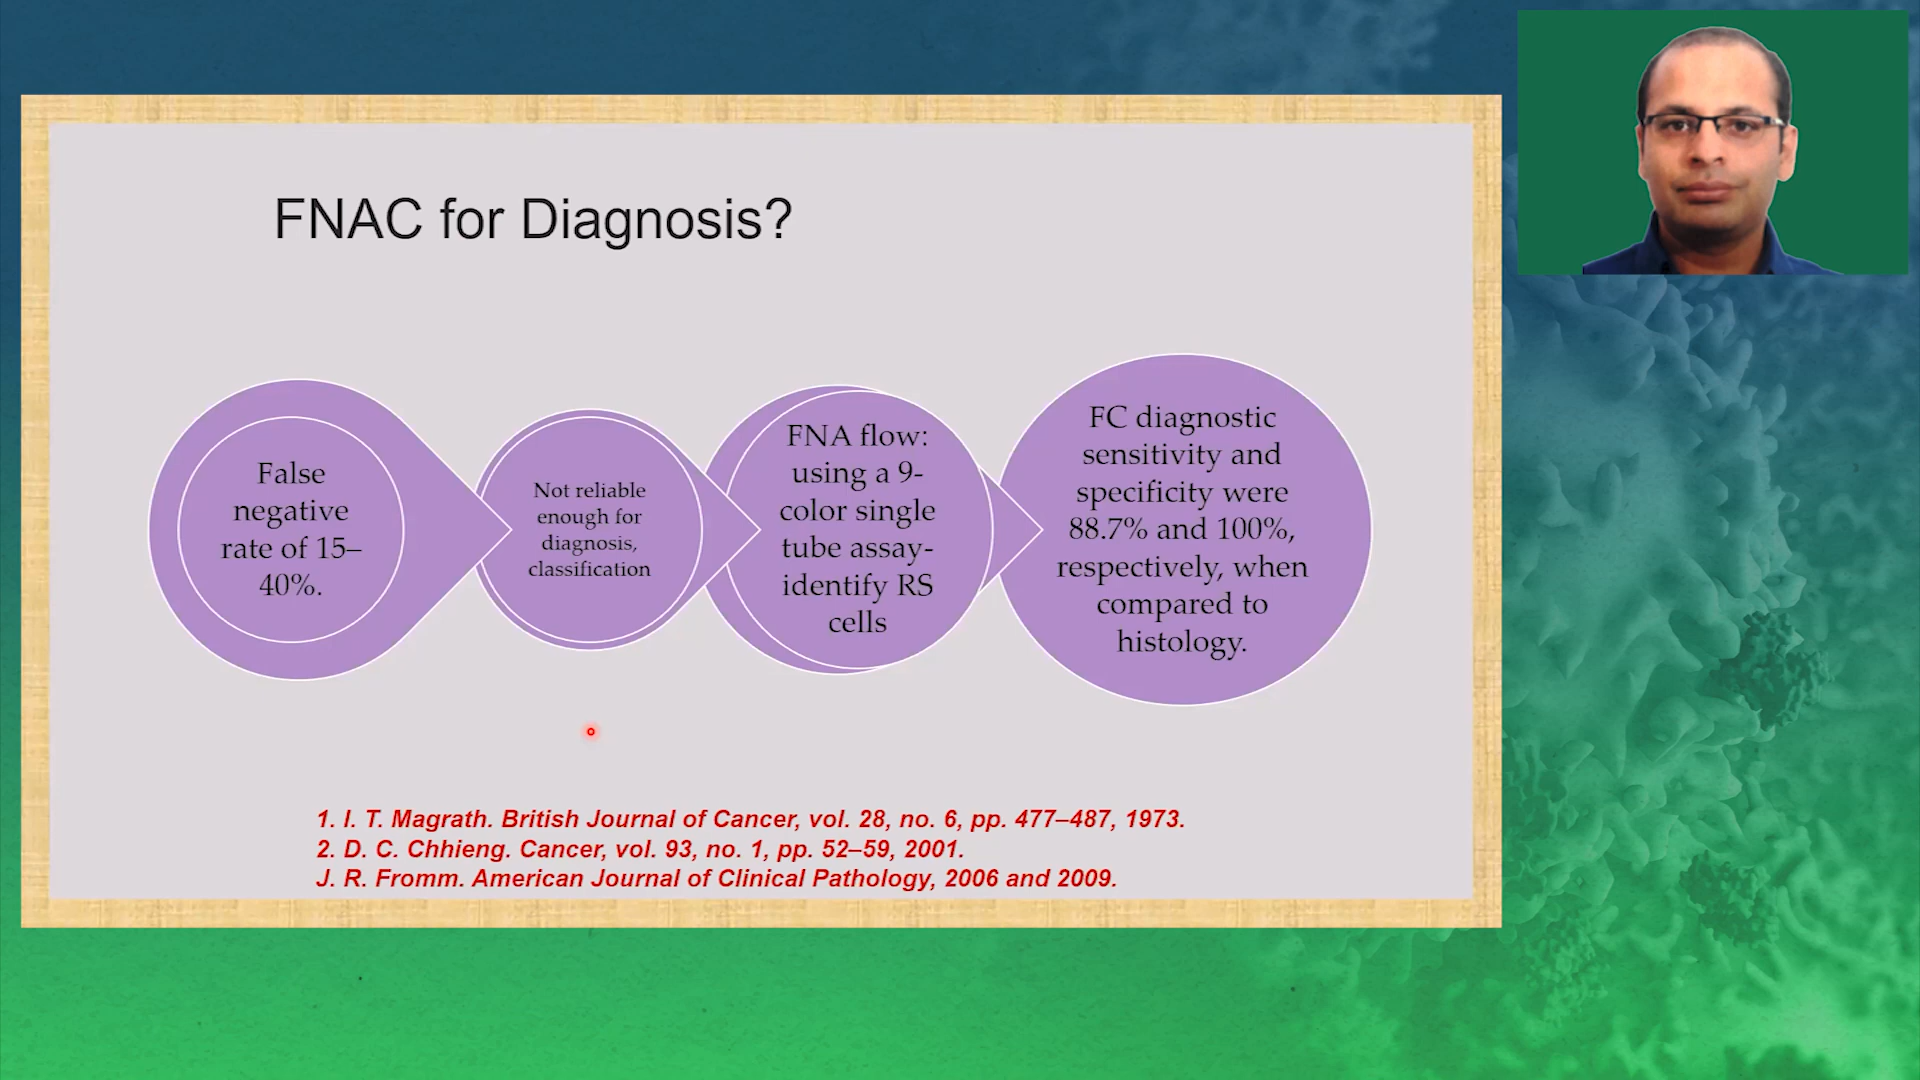 FNAC for Diagnosis?
False
negative
rate of 15–
40%.
Not reliable
enough for
diagnosis,
classification
FNA flow:
using a 9-
color single
tube assay-
identify RS
cells
FC diagnostic
sensitivity and
specificity were
88.7% and 100%,
respectively, when
compared to
histology.
1. I. T. Magrath. British Journal of Cancer, vol. 28, no. 6, pp. 477–487, 1973.
2. D. C. Chhieng. Cancer, vol. 93, no. 1, pp. 52–59, 2001.
J. R. Fromm. American Journal of Clinical Pathology, 2006 and 2009.